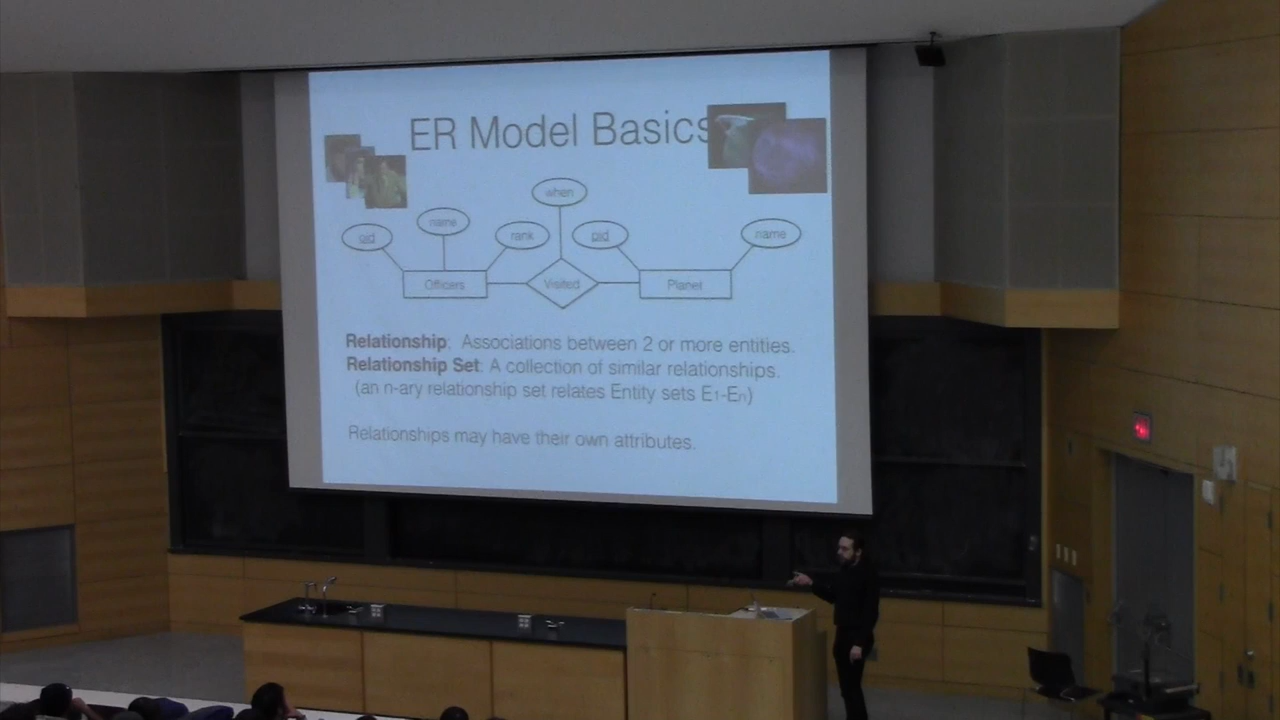 ER Model Basics
when
name
oid
rank
pid
name
Officers
Visited
Planet
Relationship: Associations between 2 or more entities.
Relationship Set: A collection of similar relationships.
(an n-ary relationship set relates Entity sets E1-En)
Relationships may have their own attributes.